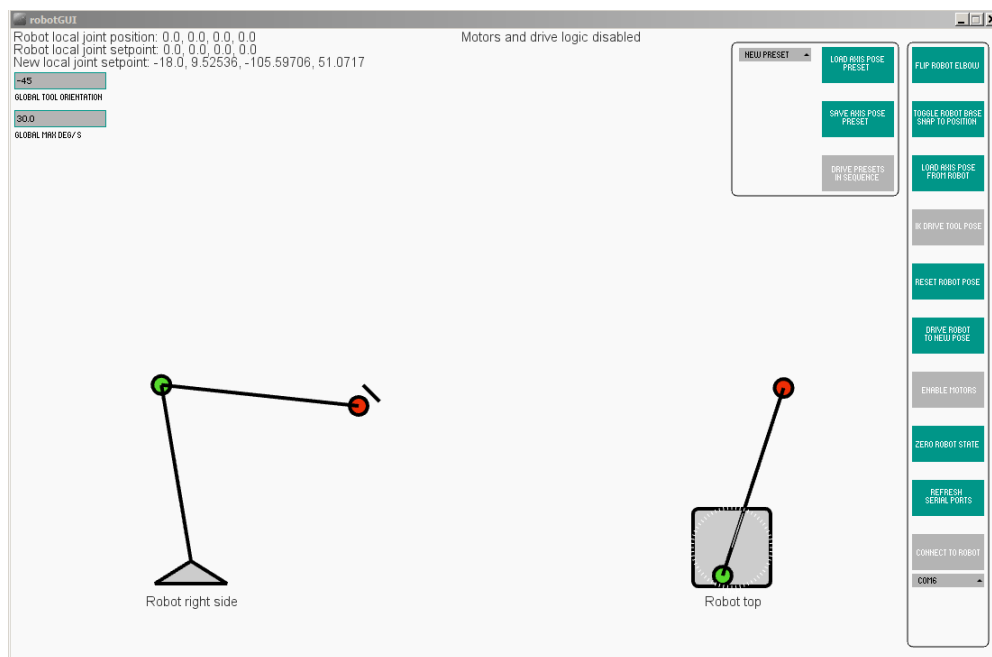 robotGUI
Robot local joint position: 0.0, 0.0, 0.0, 0.0
Robot local joint setpoint: 0.0, 0.0, 0.0, 0.0
New local joint setpoint: -18.0, 9.52536, -105.59706, 51.0717
Motors and drive logic disabled
-45
GLOBAL TOOL ORIENTATION
30.0
GLOBAL MAX DEG/S
NEW PRESET
LOAD AXIS POSE
PRESET
SAVE AXIS POSE
PRESET
DRIVE PRESETS
IN SEQUENCE
FLIP ROBOT ELBOW
TOGGLE ROBOT BASE
SNAP TO POSITION
LOAD AXIS POSE
FROM ROBOT
IK DRIVE TOOL POSE
RESET ROBOT POSE
DRIVE ROBOT
TO NEW POSE
ENABLE MOTORS
ZERO ROBOT STATE
REFRESH
SERIAL PORTS
CONNECT TO ROBOT
COM6
Robot right side
Robot top